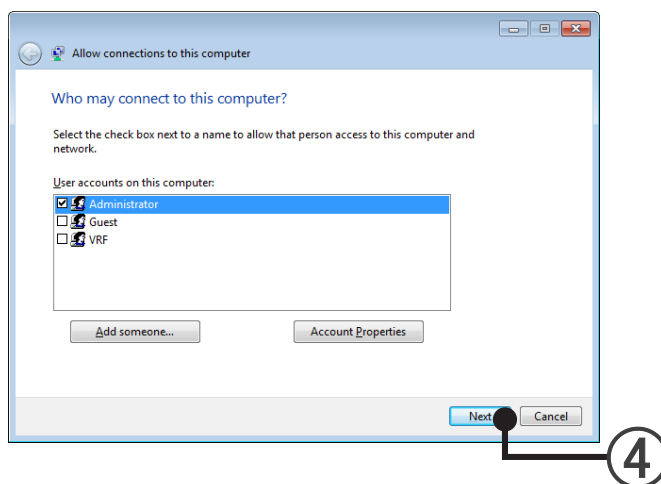 Allow connections to this computer
Who may connect to this computer?
Select the check box next to a name to allow that person access to this computer and
network.
User accounts on this computer:
Administrator
Guest
VRF
Add someone... Account Properties
Next Cancel
4